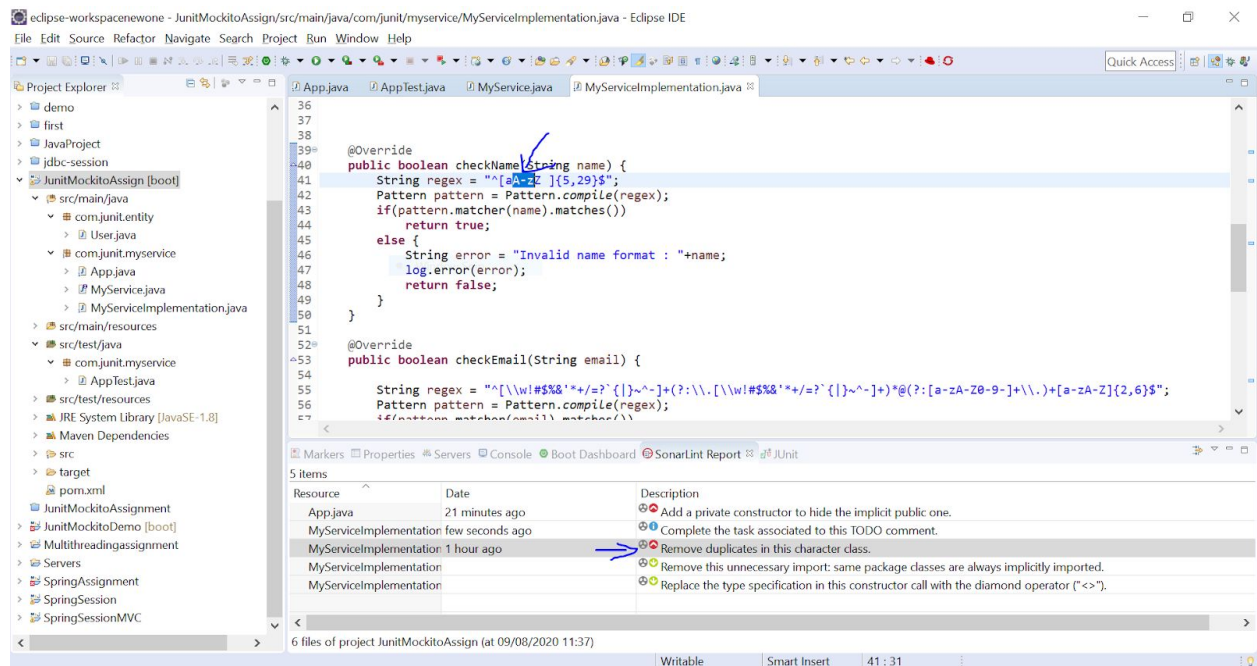 eclipse-workspacenewone - JunitMockitoAssign/src/main/java/com/junit/myservice/MyServiceImplementation.java - Eclipse IDE
File Edit Source Refactor Navigate Search Project Run Window Help
Quick Access
Project Explorer
App.java AppTest.java MyService.java MyServiceImplementation.java
demo
first
JavaProject
jdbc-session
JunitMockitoAssign [boot]
src/main/java
com.junit.entity
User.java
com.junit.myservice
App.java
MyService.java
MyServiceImplementation.java
src/main/resources
src/test/java
com.junit.myservice
AppTest.java
src/test/resources
JRE System Library [JavaSE-1.8]
Maven Dependencies
src
target
pom.xml
JunitMockitoAssignment
JunitMockitoDemo [boot]
Multithreadingassignment
Servers
SpringAssignment
SpringSession
SpringSessionMVC
36
37
38
39 @Override
40 public boolean checkName(String name) {
41 String regex = "^[aA-zZ ]{5,29}$";
42 Pattern pattern = Pattern.compile(regex);
43 if(pattern.matcher(name).matches())
44 return true;
45 else {
46 String error = "Invalid name format : "+name;
47 log.error(error);
48 return false;
49 }
50 }
51
52 @Override
53 public boolean checkEmail(String email) {
54
55 String regex = "^[\\w!#$%&'*+/=?`{|}~^-]+(?:\\.[\\w!#$%&'*+/=?`{|}~^-]+)*@(?:[a-zA-Z0-9-]+\\.)+[a-zA-Z]{2,6}$";
56 Pattern pattern = Pattern.compile(regex);
57 if(pattern.matcher(email).matches())
Markers Properties Servers Console Boot Dashboard SonarLint Report JUnit
5 items
Resource Date Description
App.java 21 minutes ago Add a private constructor to hide the implicit public one.
MyServiceImplementation few seconds ago Complete the task associated to this TODO comment.
MyServiceImplementation 1 hour ago Remove duplicates in this character class.
MyServiceImplementation Remove this unnecessary import: same package classes are always implicitly imported.
MyServiceImplementation Replace the type specification in this constructor call with the diamond operator ("<>").
6 files of project JunitMockitoAssign (at 09/08/2020 11:37)
Writable Smart Insert 41 : 31